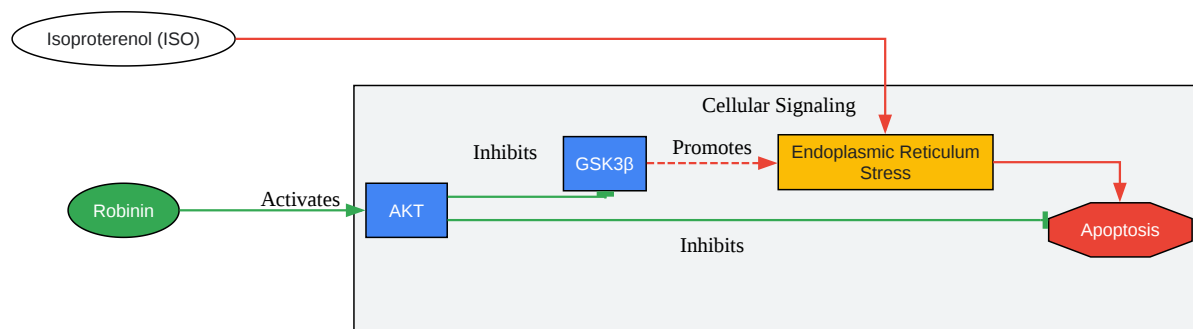 Isoproterenol (ISO)
Cellular Signaling
Inhibits
GSK3β
Promotes
Endoplasmic Reticulum
Stress
Robinin
Activates
AKT
Inhibits
Apoptosis